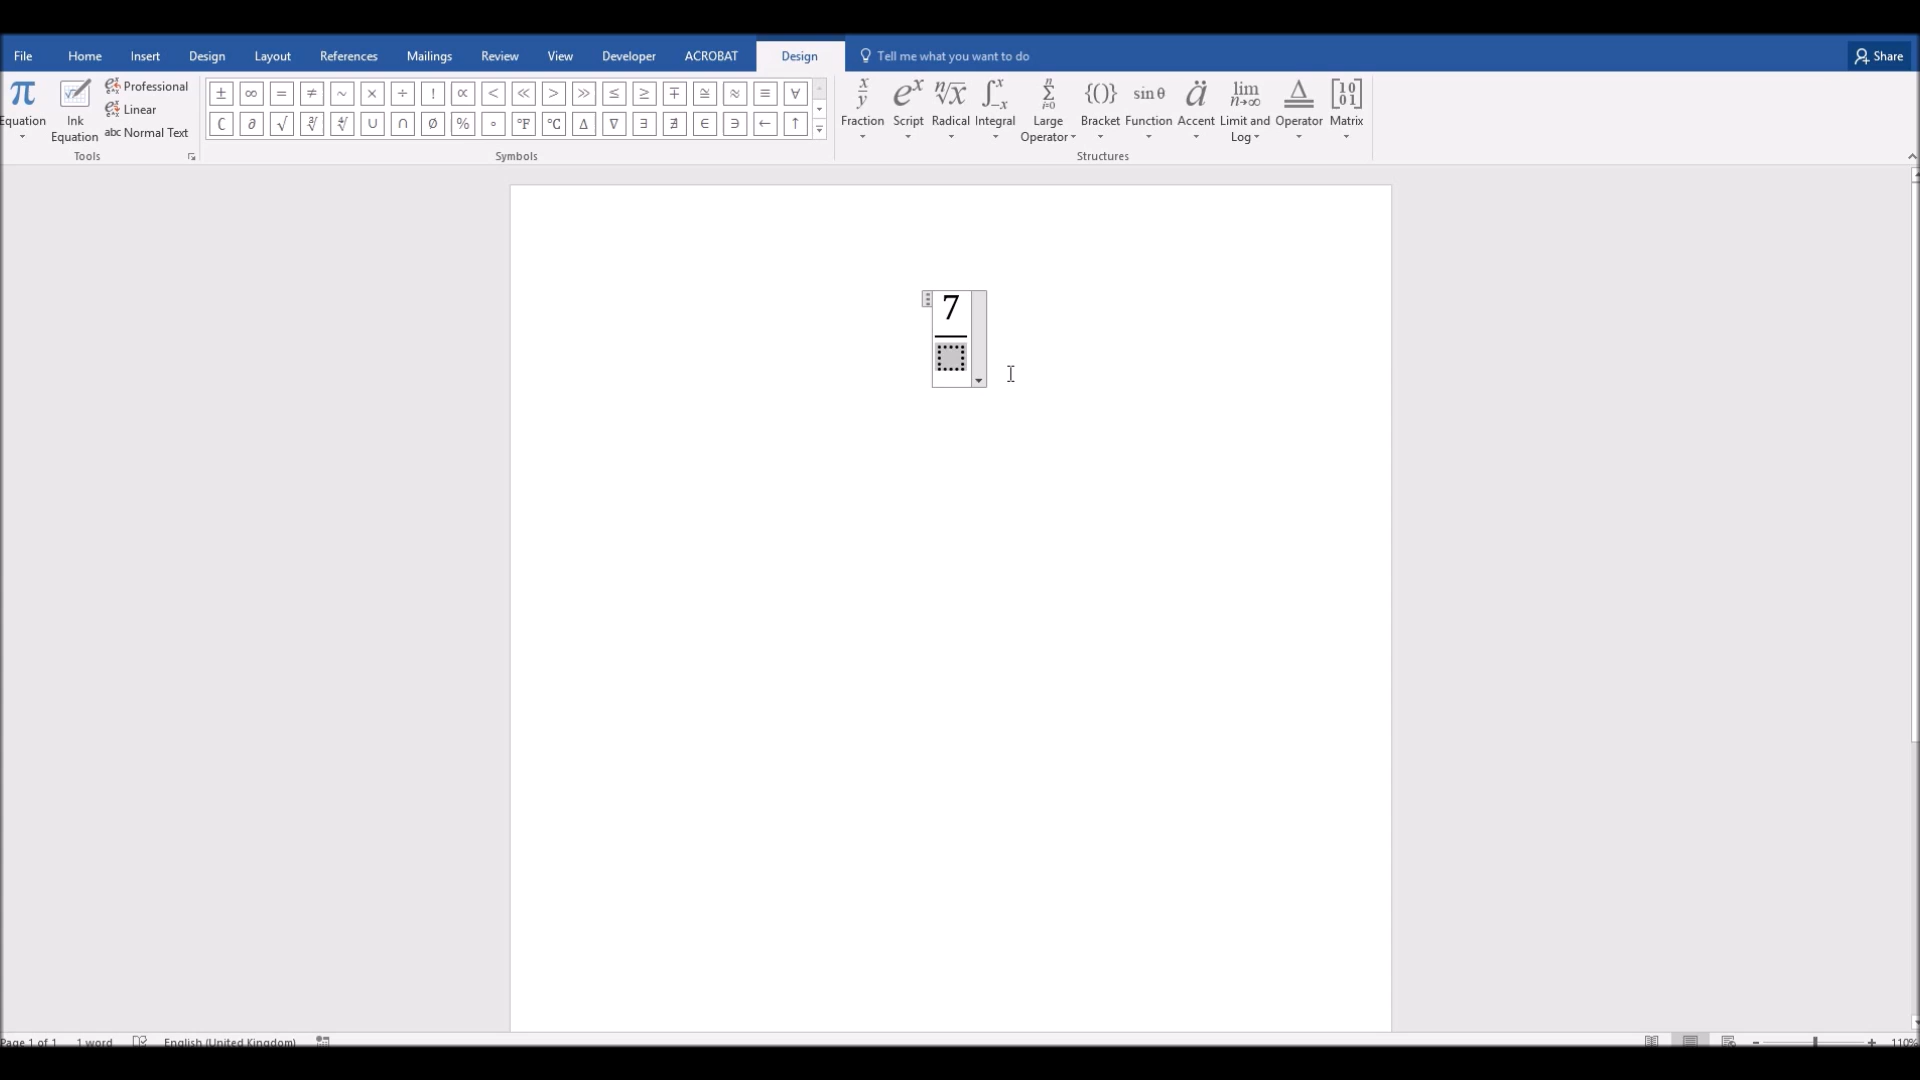 File Home Insert Design Layout References Mailings Review View Developer ACROBAT Design Tell me what you want to do Share
Professional
Linear
abc Normal Text
Equation
Ink Equation
± ∞ = ≠ ~ × ÷ ! ∝ < ≪ > ≫ ≤ ≥ ∓ ≅ ≈ ≡ ∀
∁ ∂ √ ∛ ∜ ∪ ∩ ∅ % ° °F °C ∆ ∇ ∃ ∄ ∈ ∋ ← ↑
Fraction Script Radical Integral Large Operator Bracket Function Accent Limit and Log Operator Matrix
Tools Symbols Structures
7
Page 1 of 1 1 word English (United Kingdom) 110%